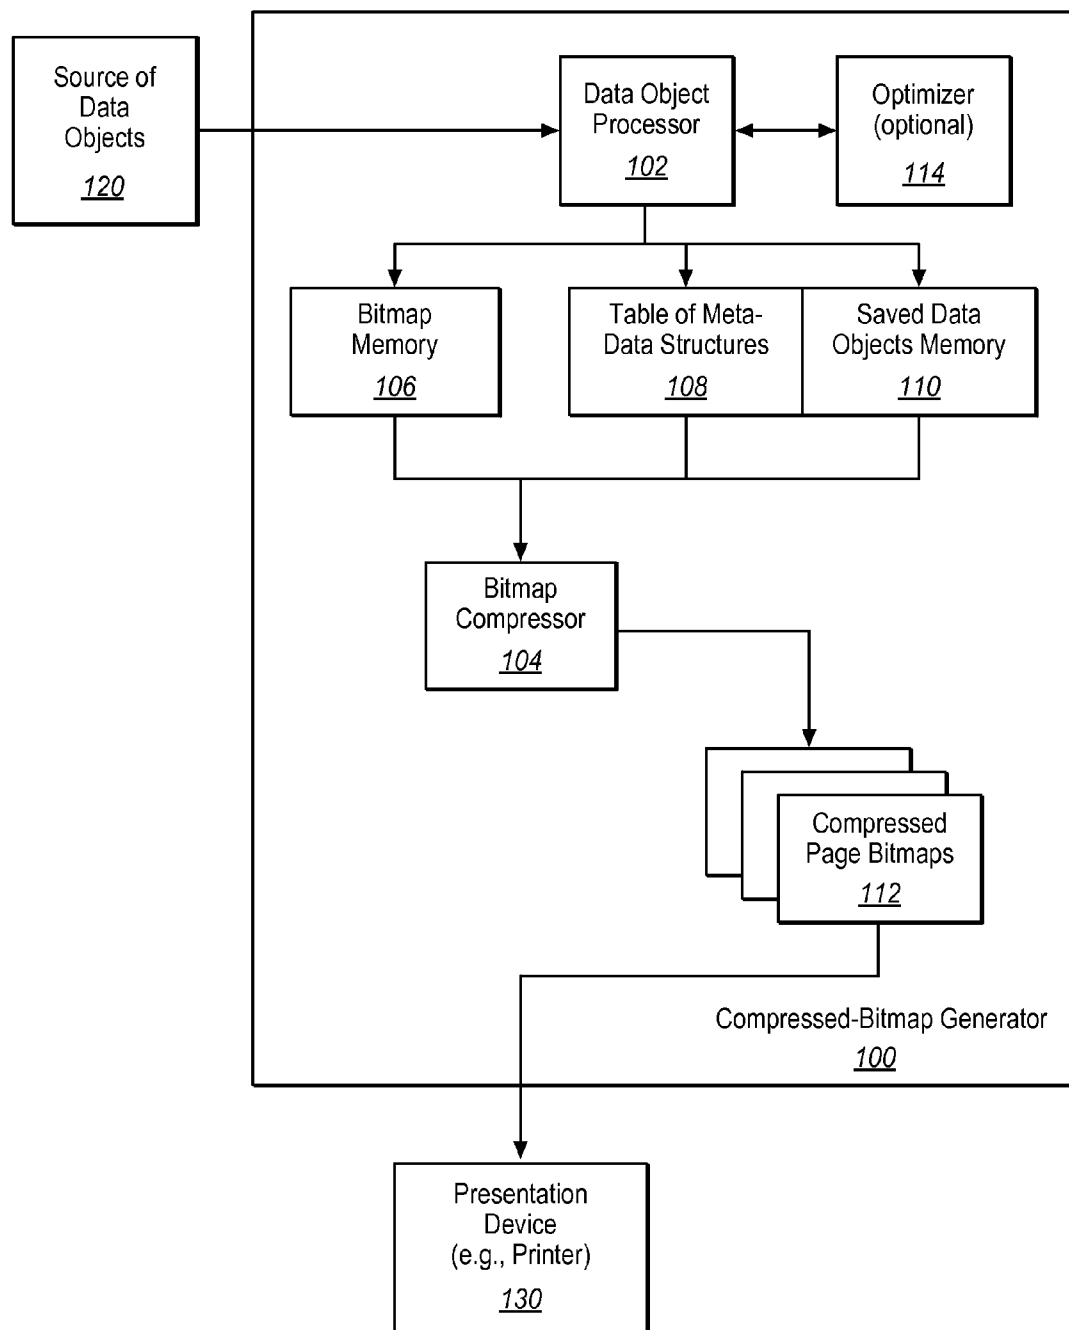 Source of
Data
Objects
120
Data Object
Processor
102
Optimizer
(optional)
114
Bitmap
Memory
106
Table of Meta-
Data Structures
108
Saved Data
Objects Memory
110
Bitmap
Compressor
104
Compressed
Page Bitmaps
112
Compressed-Bitmap Generator
100
Presentation
Device
(e.g., Printer)
130